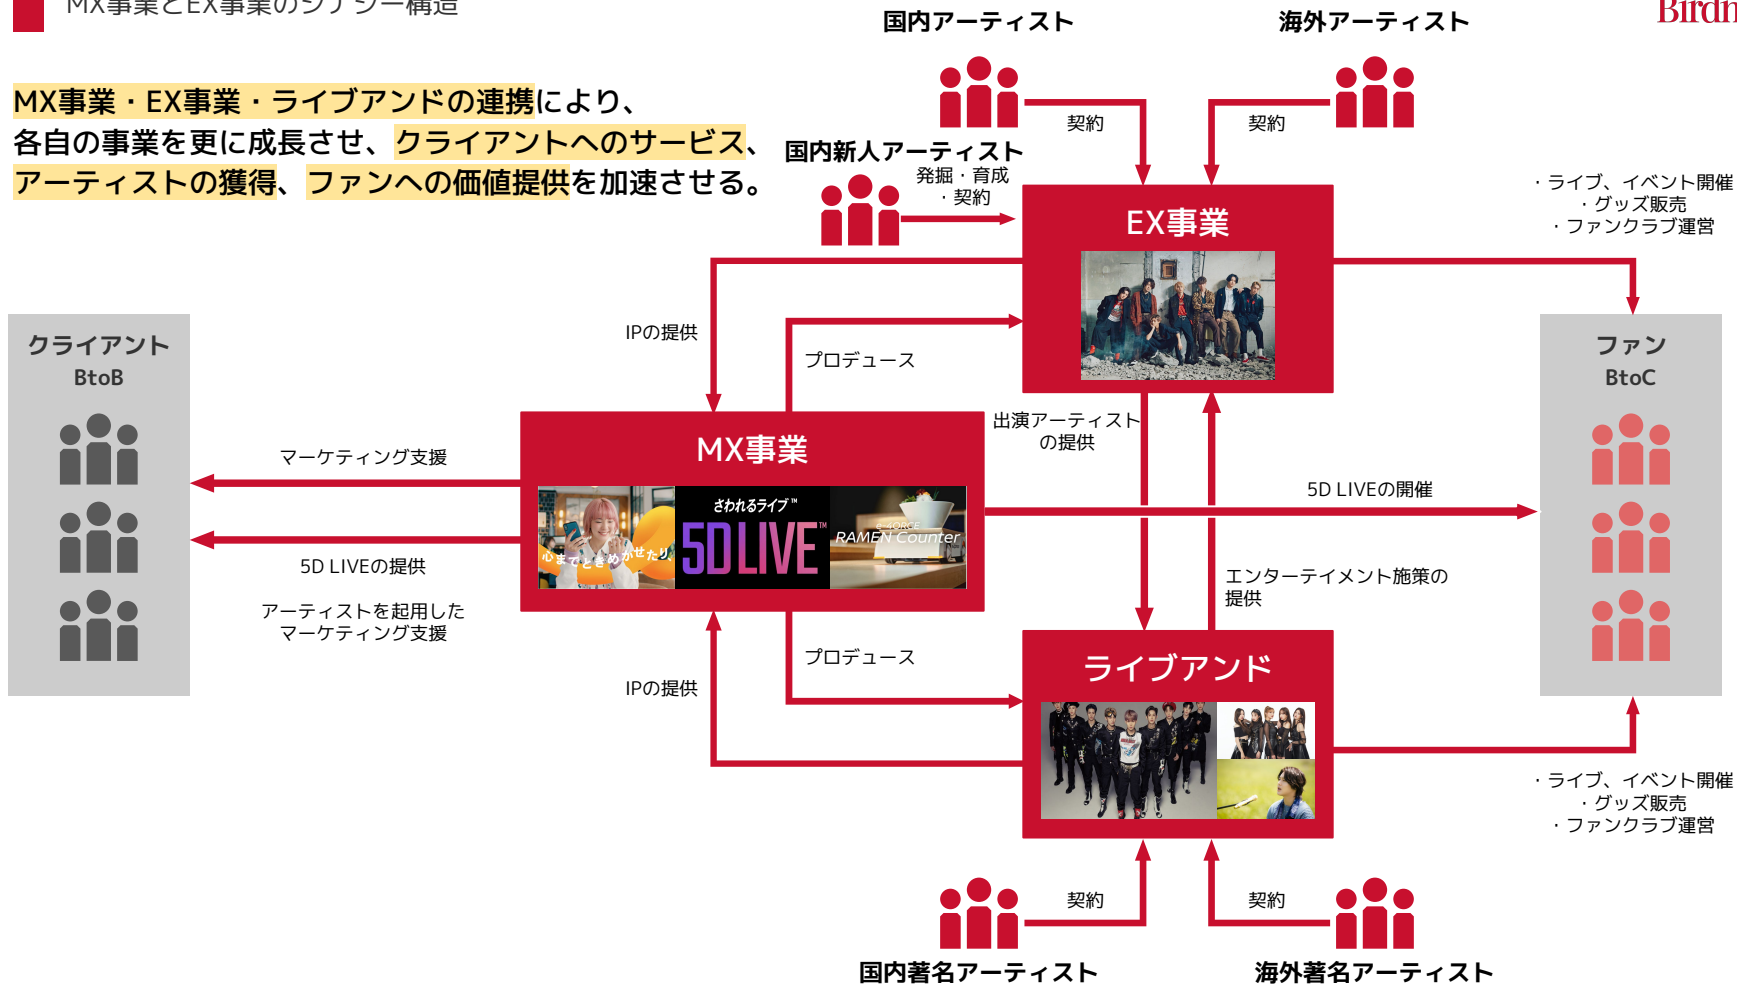 MX事業とEX事業のシナジー構造
MX事業・EX事業・ライブアンドの連携により、
各自の事業を更に成長させ、クライアントへのサービス、
アーティストの獲得、ファンへの価値提供を加速させる。
国内アーティスト
海外アーティスト
契約
契約
国内新人アーティスト
発掘・育成
・契約
EX事業
・ライブ、イベント開催
・グッズ販売
・ファンクラブ運営
IPの提供
プロデュース
クライアント
BtoB
ファン
BtoC
出演アーティスト
の提供
MX事業
マーケティング支援
心までときめかせたり、
さわれるライブ™
5D LIVE™
e-4ORCE
RAMEN Counter
5D LIVEの開催
5D LIVEの提供
アーティストを起用した
マーケティング支援
エンターテイメント施策の
提供
プロデュース
IPの提供
ライブアンド
・ライブ、イベント開催
・グッズ販売
・ファンクラブ運営
契約
契約
国内著名アーティスト
海外著名アーティスト